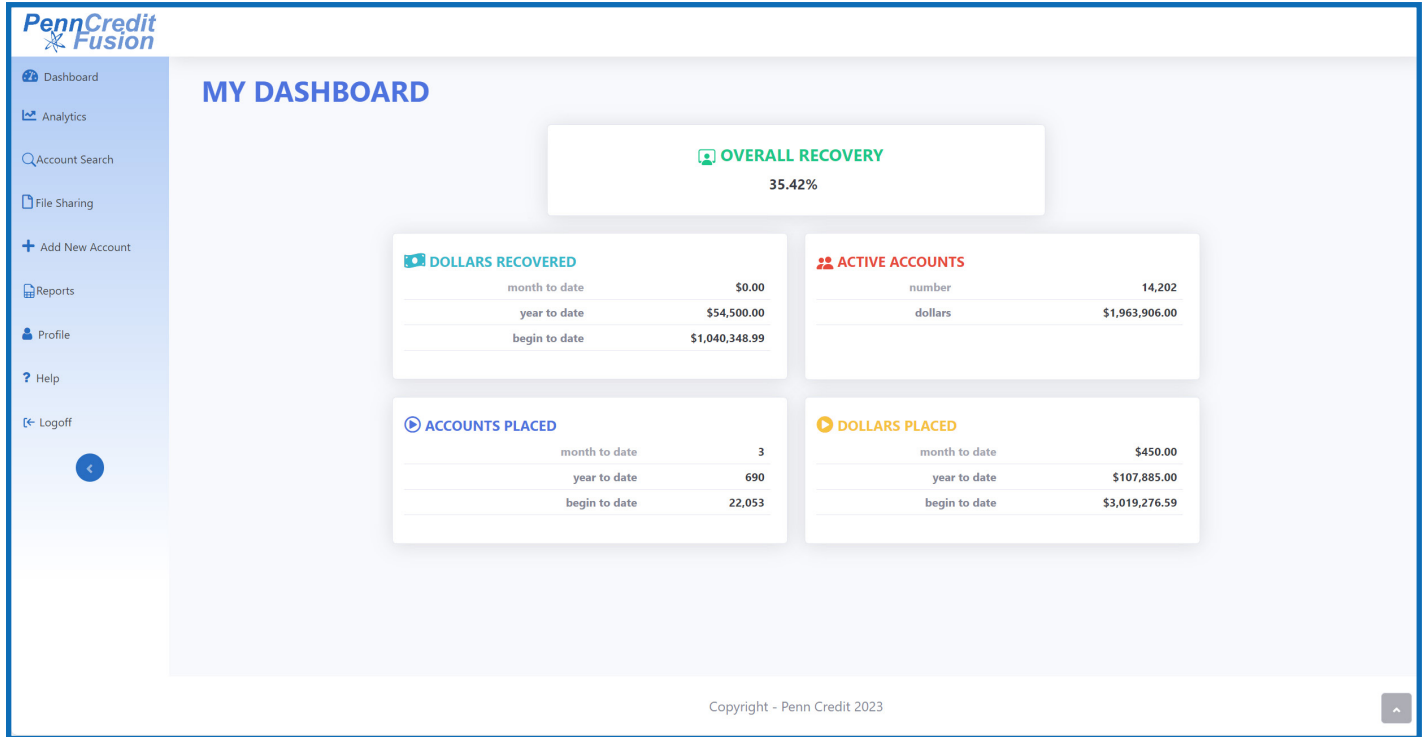 PennCredit
Fusion
Dashboard
Analytics
Account Search
File Sharing
Add New Account
Reports
Profile
? Help
Logoff
MY DASHBOARD
OVERALL RECOVERY
35.42%
DOLLARS RECOVERED
month to date $0.00
year to date $54,500.00
begin to date $1,040,348.99
ACTIVE ACCOUNTS
number 14,202
dollars $1,963,906.00
ACCOUNTS PLACED
month to date 3
year to date 690
begin to date 22,053
DOLLARS PLACED
month to date $450.00
year to date $107,885.00
begin to date $3,019,276.59
Copyright - Penn Credit 2023